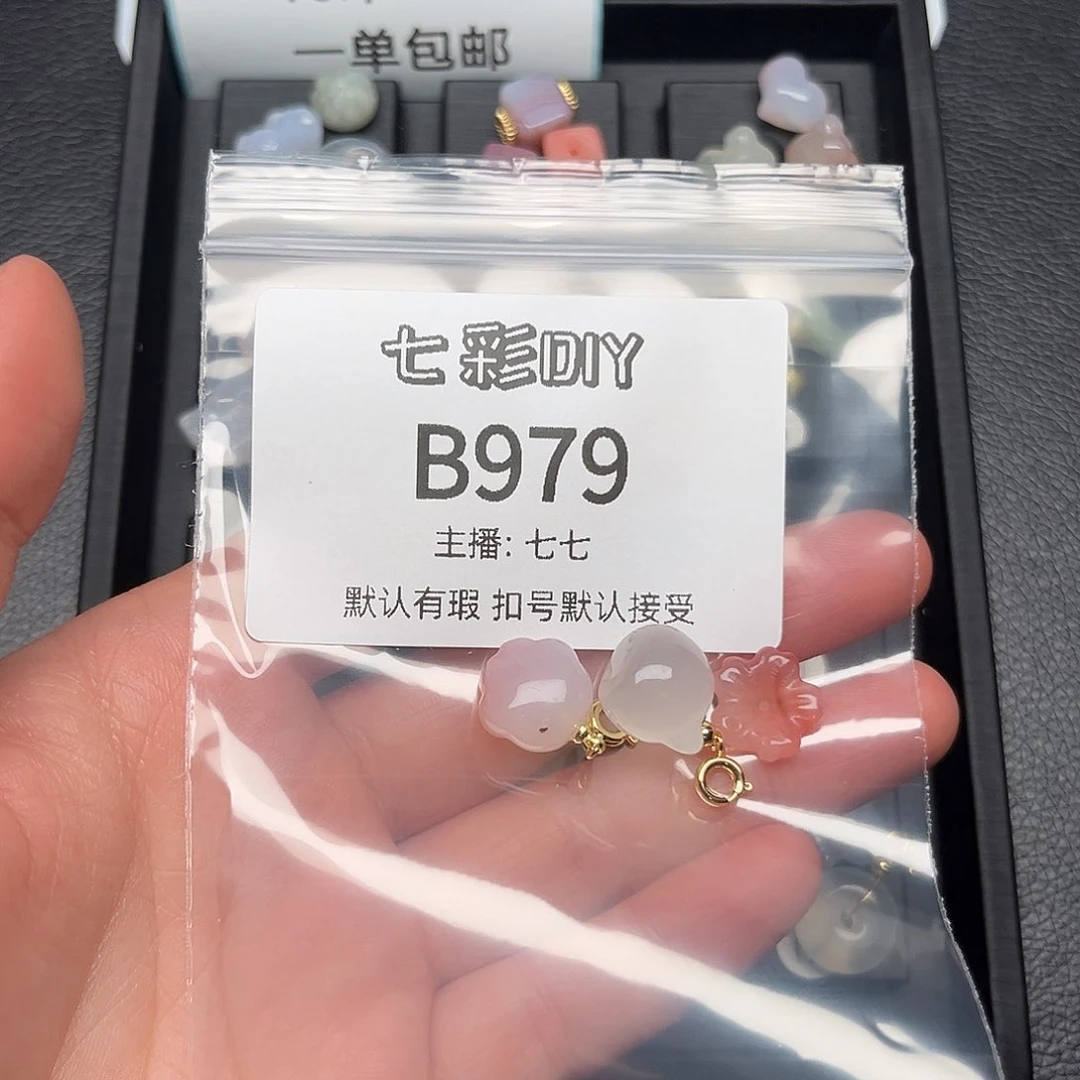 一单包邮
七彩DIY
B979
主播: 七七
默认有瑕 扣号默认接受